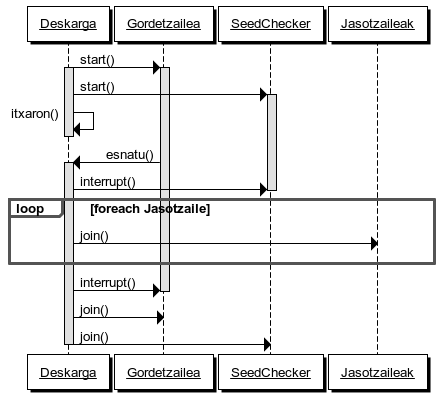 Deskarga Gordetzailea SeedChecker Jasotzaileak
start()
start()
itxaron()
esnatu()
interrupt()
loop [foreach Jasotzaile]
join()
interrupt()
join()
join()
Deskarga Gordetzailea SeedChecker Jasotzaileak